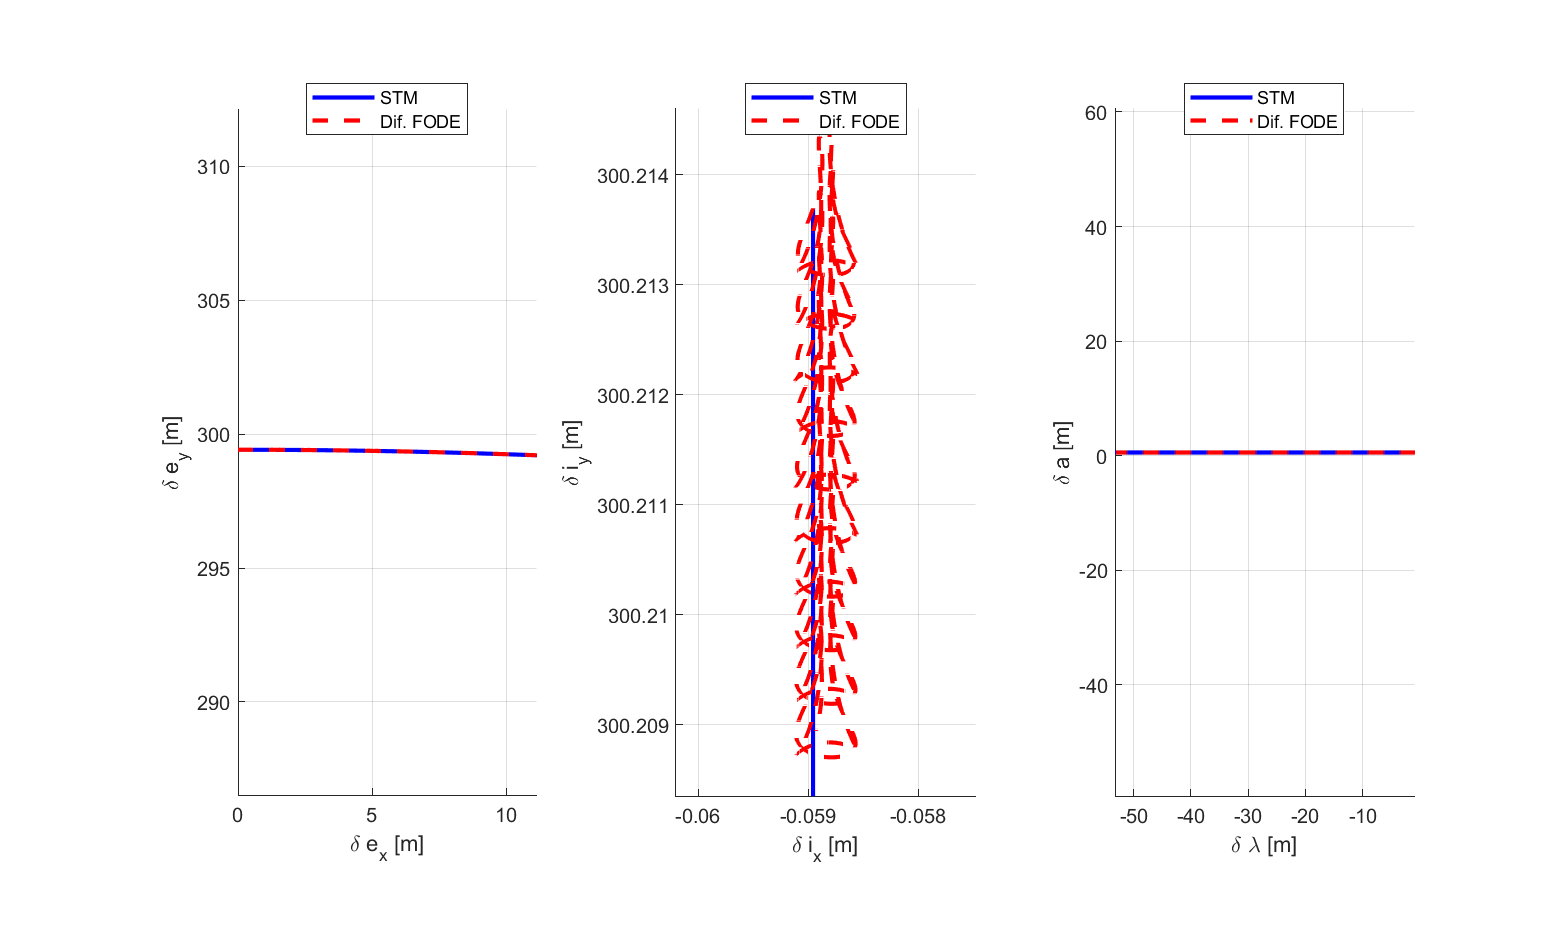 STM
Dif. FODE
310
305
300
295
290
δ e_y [m]
0
5
10
δ e_x [m]
STM
Dif. FODE
300.214
300.213
300.212
300.211
300.21
300.209
δ i_y [m]
-0.06
-0.059
-0.058
δ i_x [m]
STM
Dif. FODE
60
40
20
0
-20
-40
δ a [m]
-50
-40
-30
-20
-10
δ λ [m]